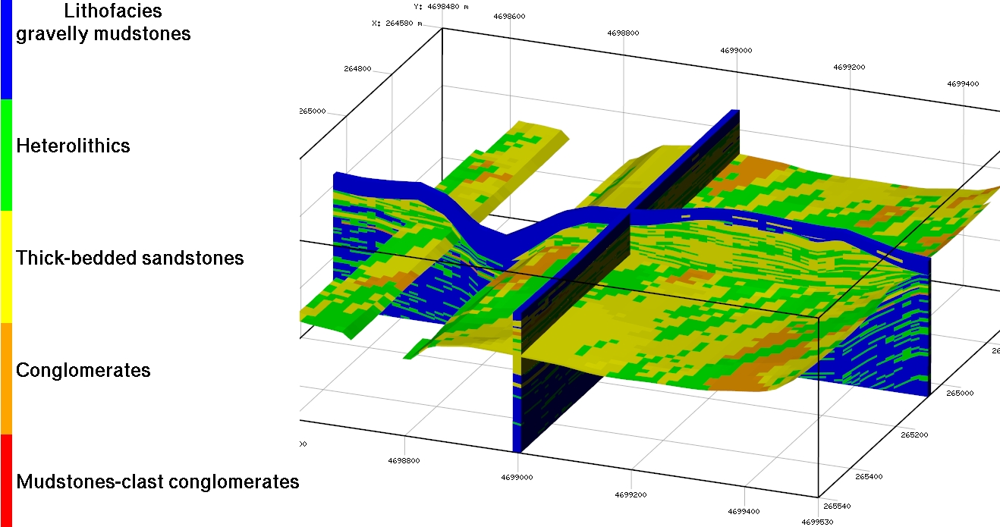 Lithofacies
gravelly mudstones
Heterolithics
Thick-bedded sandstones
Conglomerates
Mudstones-clast conglomerates
Y: 4698480 m
X: 264580 m
4698600
4698800
4699000
4699200
4699400
264800
265000
4698800
4699000
4699200
4699400
4699530
265540
265400
265200
265000